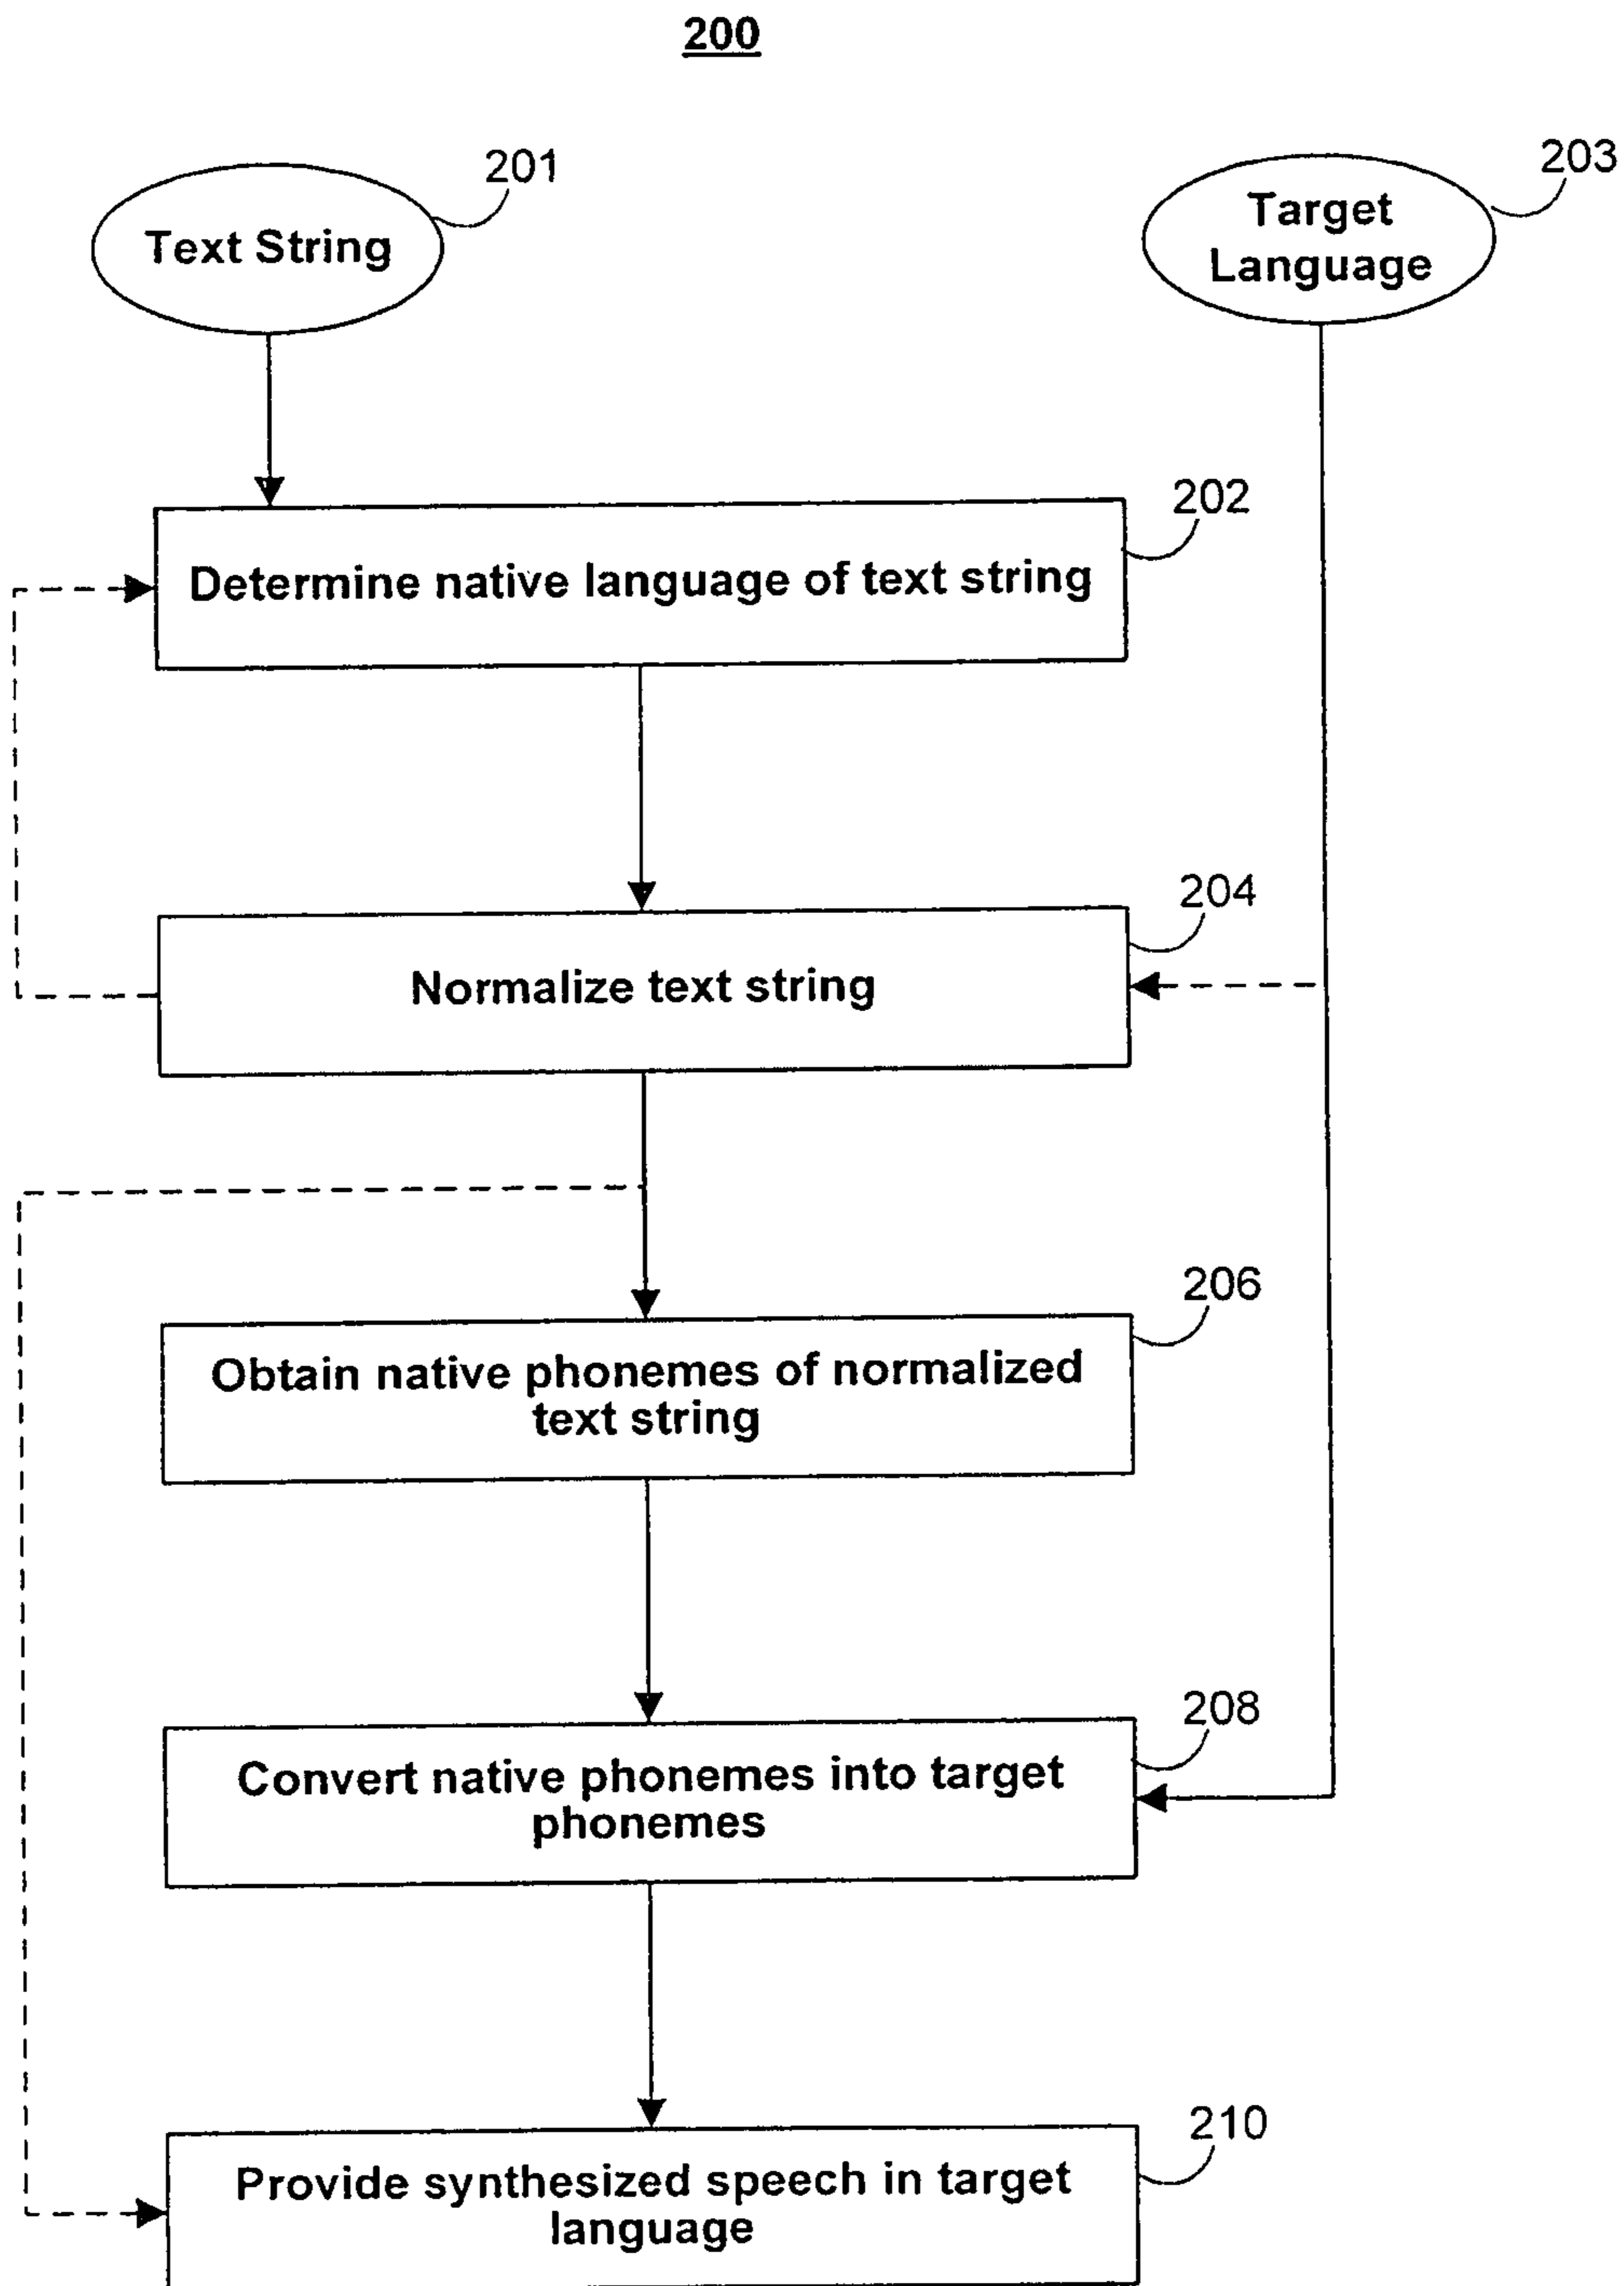 200
201
Text String
203
Target
Language
202
Determine native language of text string
204
Normalize text string
206
Obtain native phonemes of normalized
text string
208
Convert native phonemes into target
phonemes
210
Provide synthesized speech in target
language